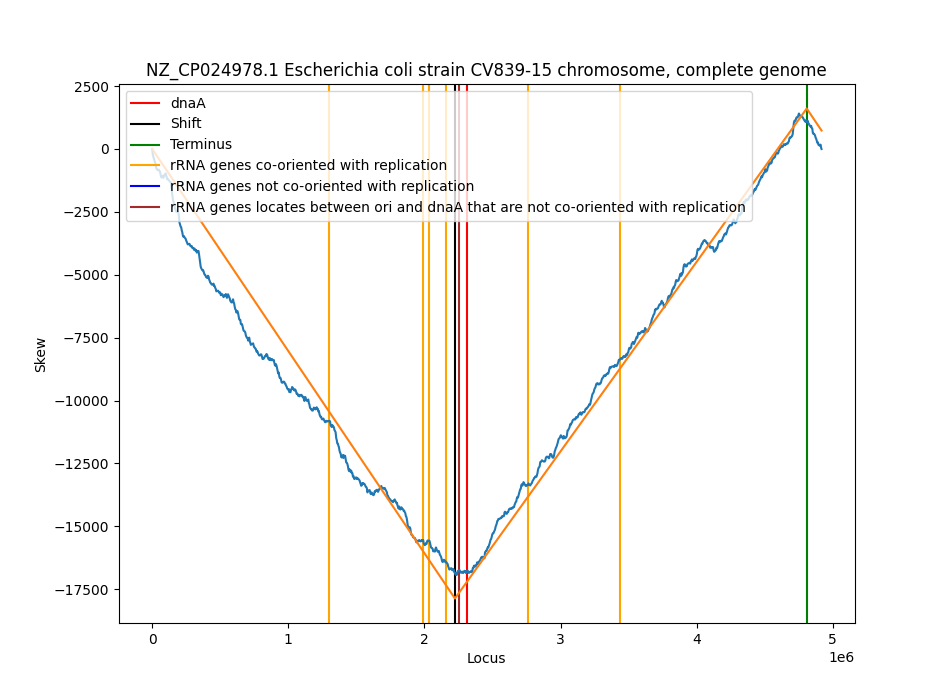 NZ_CP024978.1 Escherichia coli strain CV839-15 chromosome, complete genome
dnaA
Shift
Terminus
rRNA genes co-oriented with replication
rRNA genes not co-oriented with replication
rRNA genes locates between ori and dnaA that are not co-oriented with replication
2500
0
−2500
−5000
−7500
−10000
−12500
−15000
−17500
Skew
0 1 2 3 4 5
1e6
Locus